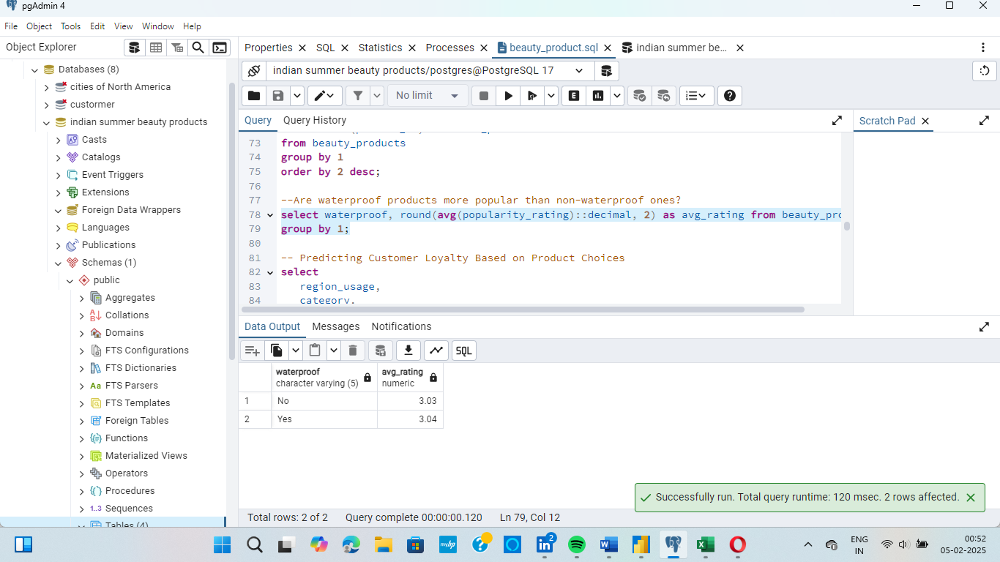 pgAdmin 4
File Object Tools Edit View Window Help
Object Explorer
Properties SQL Statistics Processes beauty_product.sql indian summer be...
Databases (8)
cities of North America
custormer
indian summer beauty products
Casts
Catalogs
Event Triggers
Extensions
Foreign Data Wrappers
Languages
Publications
Schemas (1)
public
Aggregates
Collations
Domains
FTS Configurations
FTS Dictionaries
Aa FTS Parsers
FTS Templates
Foreign Tables
Functions
Materialized Views
Operators
Procedures
1..3 Sequences
Tables (4)
indian summer beauty products/postgres@PostgreSQL 17
No limit
E
Query Query History
Scratch Pad
73 from beauty_products
74 group by 1
75 order by 2 desc;
76
77 --Are waterproof products more popular than non-waterproof ones?
78 select waterproof, round(avg(popularity_rating)::decimal, 2) as avg_rating from beauty_pro
79 group by 1;
80
81 -- Predicting Customer Loyalty Based on Product Choices
82 select
83 region_usage,
84 category,
Data Output Messages Notifications
SQL
waterproof avg_rating
character varying (5) numeric
1 No 3.03
2 Yes 3.04
Successfully run. Total query runtime: 120 msec. 2 rows affected.
Total rows: 2 of 2 Query complete 00:00:00.120 Ln 79, Col 12
myhp
2
ENG
IN
00:52
05-02-2025